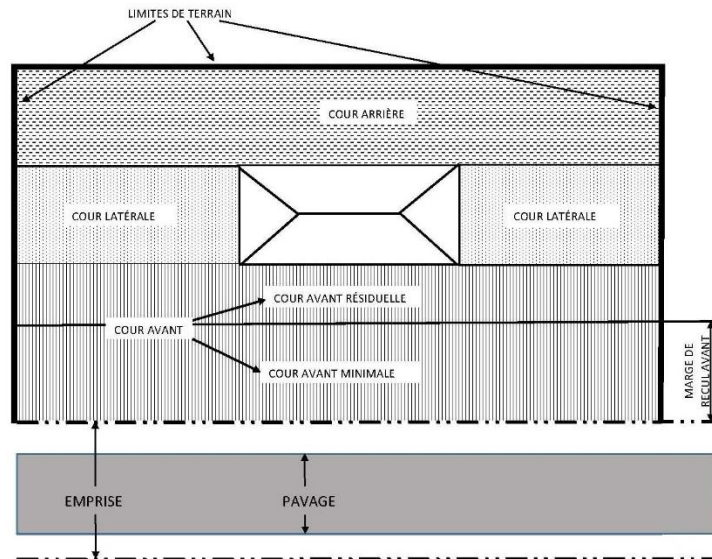 LIMITES DE TERRAIN
COUR ARRIÈRE
COUR LATÉRALE
COUR LATÉRALE
COUR AVANT RÉSIDUELLE
COUR AVANT
COUR AVANT MINIMALE
MARGE DE
RECUL AVANT
EMPRISE
PAVAGE